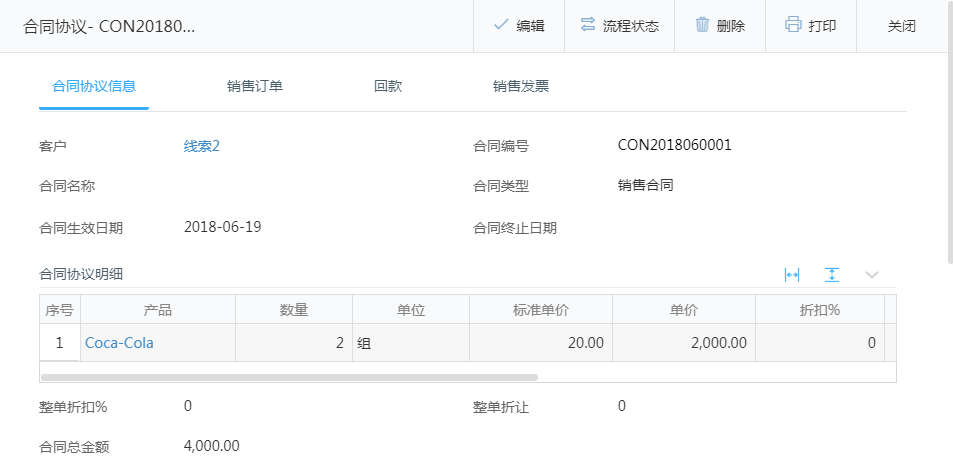 合同协议- CON20180... 编辑 流程状态 删除 打印 关闭
合同协议信息 销售订单 回款 销售发票
客户 线索2 合同编号 CON2018060001
合同名称 合同类型 销售合同
合同生效日期 2018-06-19 合同终止日期
合同协议明细
序号 产品 数量 单位 标准单价 单价 折扣%
1 Coca-Cola 2 组 20.00 2,000.00 0
整单折扣% 0 整单折让 0
合同总金额 4,000.00